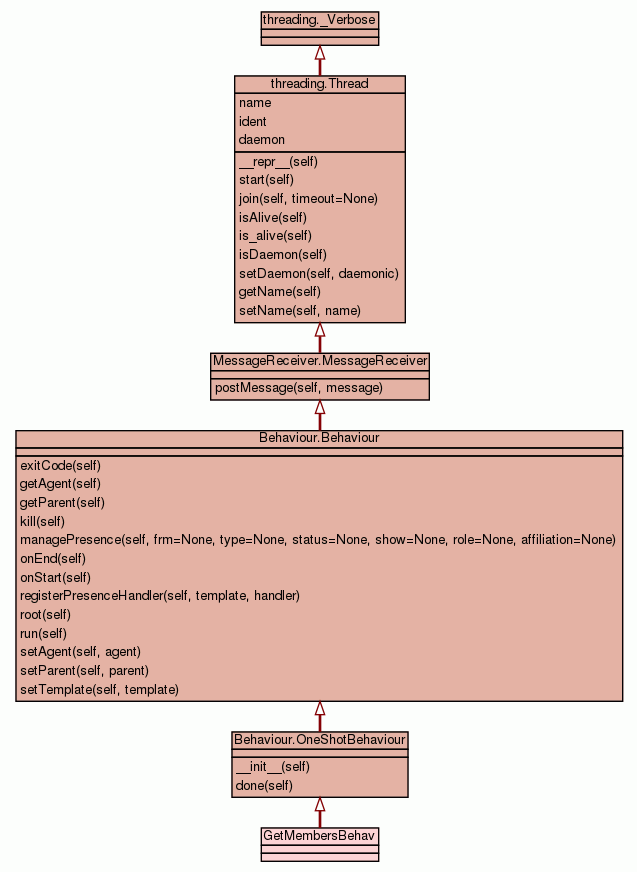 threading._Verbose
threading.Thread
name
ident
daemon
__repr__(self)
start(self)
join(self, timeout=None)
isAlive(self)
is_alive(self)
isDaemon(self)
setDaemon(self, daemonic)
getName(self)
setName(self, name)
MessageReceiver.MessageReceiver
postMessage(self, message)
Behaviour.Behaviour
exitCode(self)
getAgent(self)
getParent(self)
kill(self)
managePresence(self, frm=None, type=None, status=None, show=None, role=None, affiliation=None)
onEnd(self)
onStart(self)
registerPresenceHandler(self, template, handler)
root(self)
run(self)
setAgent(self, agent)
setParent(self, parent)
setTemplate(self, template)
Behaviour.OneShotBehaviour
__init__(self)
done(self)
GetMembersBehav